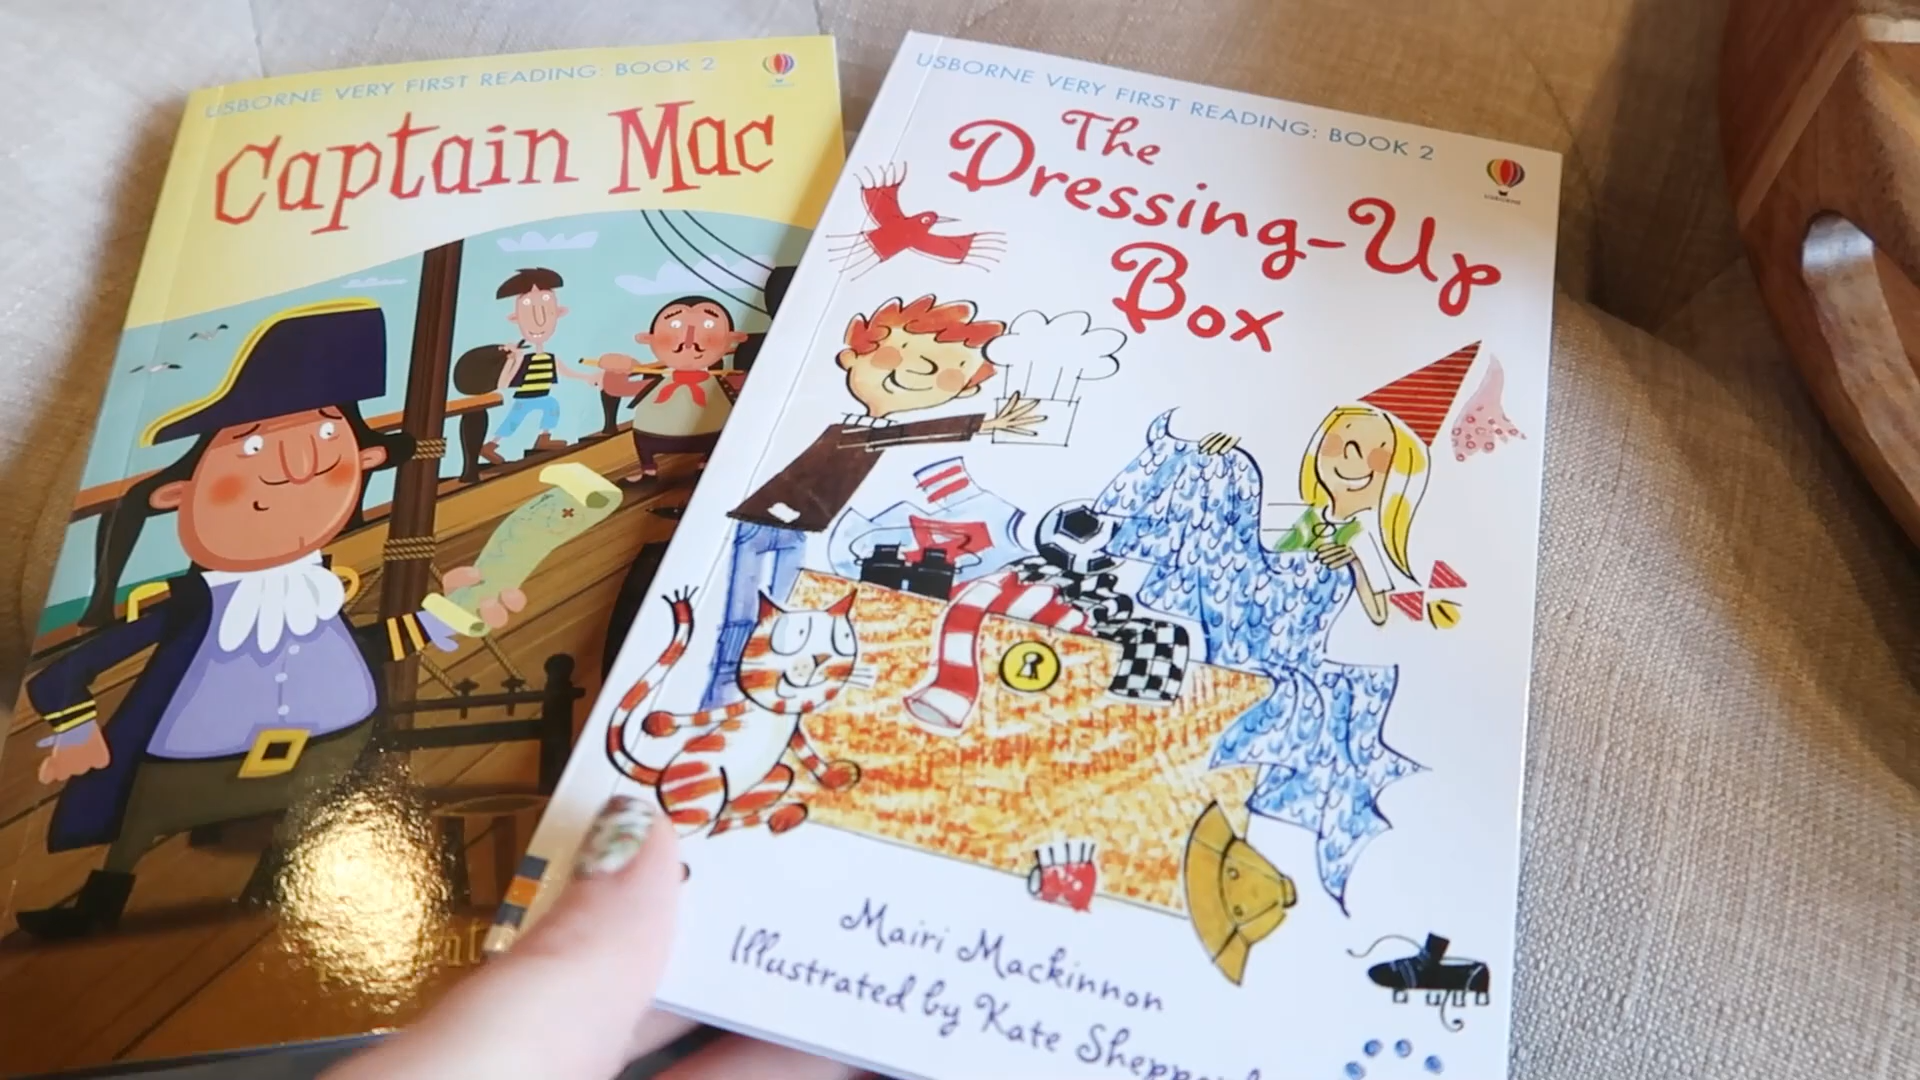 USBORNE VERY FIRST READING: BOOK 2
Captain Mac
USBORNE VERY FIRST READING: BOOK 2
USBORNE
The
Dressing-Up
Box
Mairi Mackinnon
Illustrated by Kate